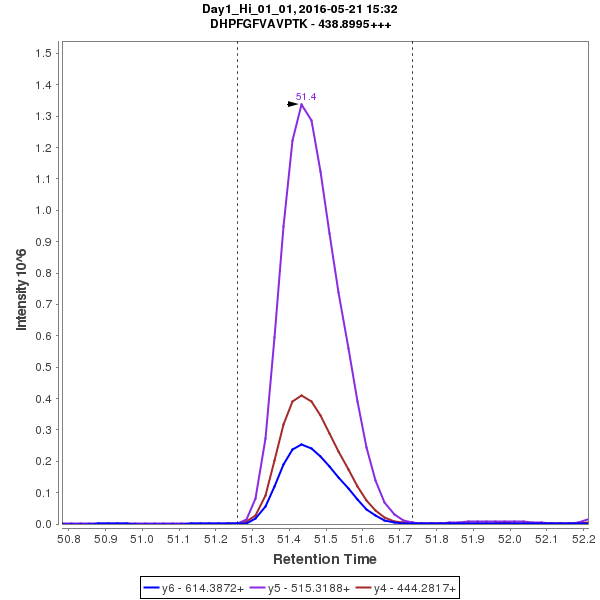 Day1_Hi_01_01, 2016-05-21 15:32
DHPFGFVAVPTK - 438.8995+++
51.4
1.5
1.4
1.3
1.2
1.1
1.0
0.9
0.8
0.7
0.6
0.5
0.4
0.3
0.2
0.1
0.0
Intensity 10^6
50.8 50.9 51.0 51.1 51.2 51.3 51.4 51.5 51.6 51.7 51.8 51.9 52.0 52.1 52.2
Retention Time
y6 - 614.3872+ y5 - 515.3188+ y4 - 444.2817+